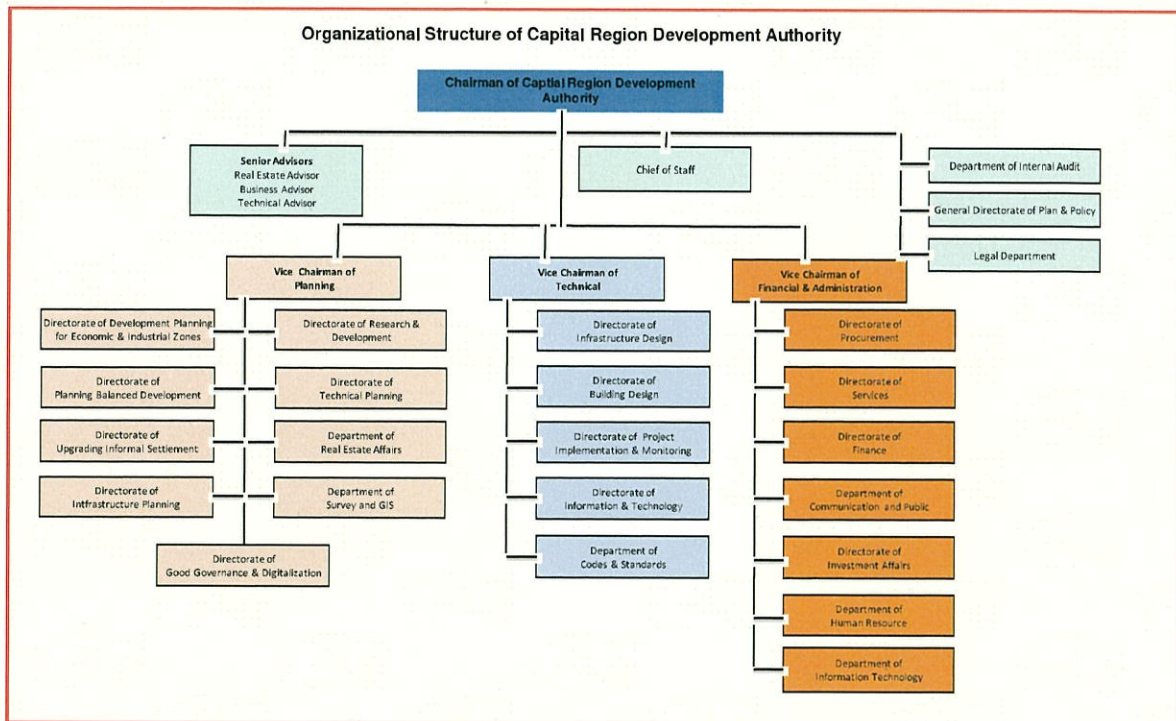 Organizational Structure of Capital Region Development Authority
Chairman of Captial Region Development
Authority
Senior Advisors
Real Estate Advisor
Business Advisor
Technical Advisor
Chief of Staff
Department of Internal Audit
General Directorate of Plan & Policy
Legal Department
Vice Chairman of
Planning
Directorate of Development Planning
for Economic & Industrial Zones
Directorate of Research &
Development
Directorate of
Planning Balanced Development
Directorate of
Technical Planning
Directorate of
Upgrading Informal Settlement
Department of
Real Estate Affairs
Directorate of
Intfrastructure Planning
Department of
Survey and GIS
Directorate of
Good Governance & Digitalization
Vice Chairman of
Technical
Directorate of
Infrastructure Design
Directorate of
Building Design
Directorate of Project
Implementation & Monitoring
Directorate of
Information & Technology
Department of
Codes & Standards
Vice Chairman of
Financial & Administration
Directorate of
Procurement
Directorate of
Services
Directorate of
Finance
Department of
Communication and Public
Directorate of
Investment Affairs
Department of
Human Resource
Department of
Information Technology